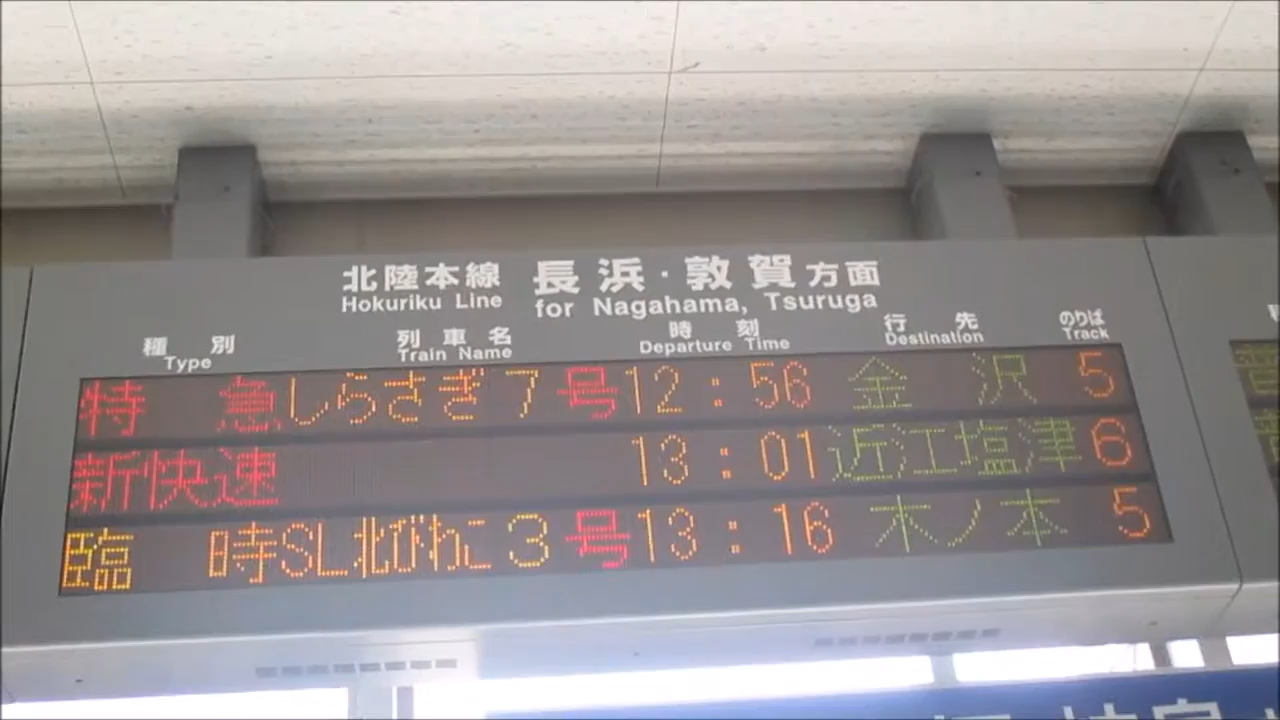 北陸本線 長浜・敦賀方面
Hokuriku Line for Nagahama, Tsuruga
種別 列車名 時刻 行先 のりば
Type Train Name Departure Time Destination Track
特急 しらさぎ 7号 12:56 金沢 5
新快速 13:01 近江塩津 6
臨時 SL北びわこ 3号 13:16 木ノ本 5